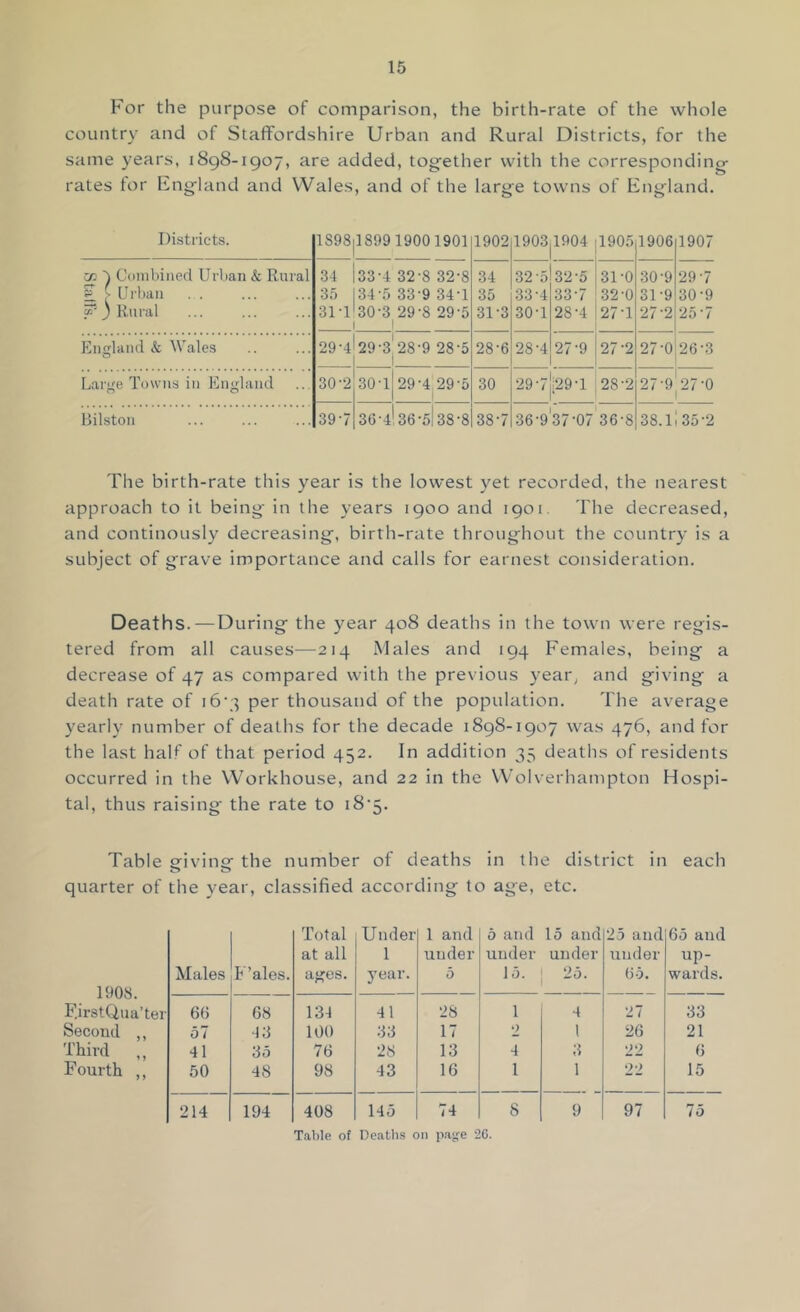 15
For the purpose of comparison, the birth-rate of the whole
country and of Staffordshire Urban and Rural Districts, for the
same years, 1898-1907, are added, together with the corresponding
rates for England and Wales, and of the large towns of England.
Districts. 1898 1899 1900 1901 1902 1903 1904 1905 1906 1907
Combined Urban & Rural 34 33·4 32·8 32·8 34 32·5 32·5 31·0 30·9 29·7
Urban .. ... ... 35 34·5 33·9 34·1 35 33·4 33·7 32·0 31·9 30·9
Rural ... ... ... 31·1 30·3 29·8 29·5 31·3 30·1 28·4 27·1 27·2 25·7
England & Wales .. ... 29·4 29·3 28·9 28·5 28·6 28·4 27·9 27·2 27·0 26·3
Large Towns in England ... 30·2 30·1 29·4 29·5 30 29·7 29·1 28·2 27·9 27·0
Bilston ... ... ... 39·7 36·4 36·5 38·8 38·7 36·9 37·07 36·8 38.1 35·2
The birth-rate this year is the lowest yet recorded, the nearest
approach to it being in the years 1900 and 1901. The decreased,
and continously decreasing, birth-rate throughout the country is a
subject of grave importance and calls for earnest consideration.
Deaths.—During the year 408 deaths in the town were regis-
tered from all causes—214 Males and 194 Females, being a
decrease of 47 as compared with the previous year, and giving a
death rate of 16·3 per thousand of the population. The average
yearly number of deaths for the decade 1898-1907 was 476, and for
the last half of that period 452. In addition 35 deaths of residents
occurred in the Workhouse, and 22 in the Wolverhampton Hospi-
tal, thus raising the rate to 18·5.
Table giving the number of deaths in the district in each
quarter of the year, classified according to age, etc.
Total Under 1 and 5 and 15 and 25 and 65 and
at all 1 under under under under up-
Males F'ales. ages. year. 5 15. 25. 65. wards.
1908.
FirstQua'ter 66 68 134 41 28 1 4 27 33
Second ,, 57 43 100 33 17 2 1 26 21
Third ,, 41 35 76 28 13 4 3 22 6
Fourth ,, 50 48 98 43 16 1 1 22 15
214 194 408 145 74 8 9 97 75
Table of Deaths on page 26.